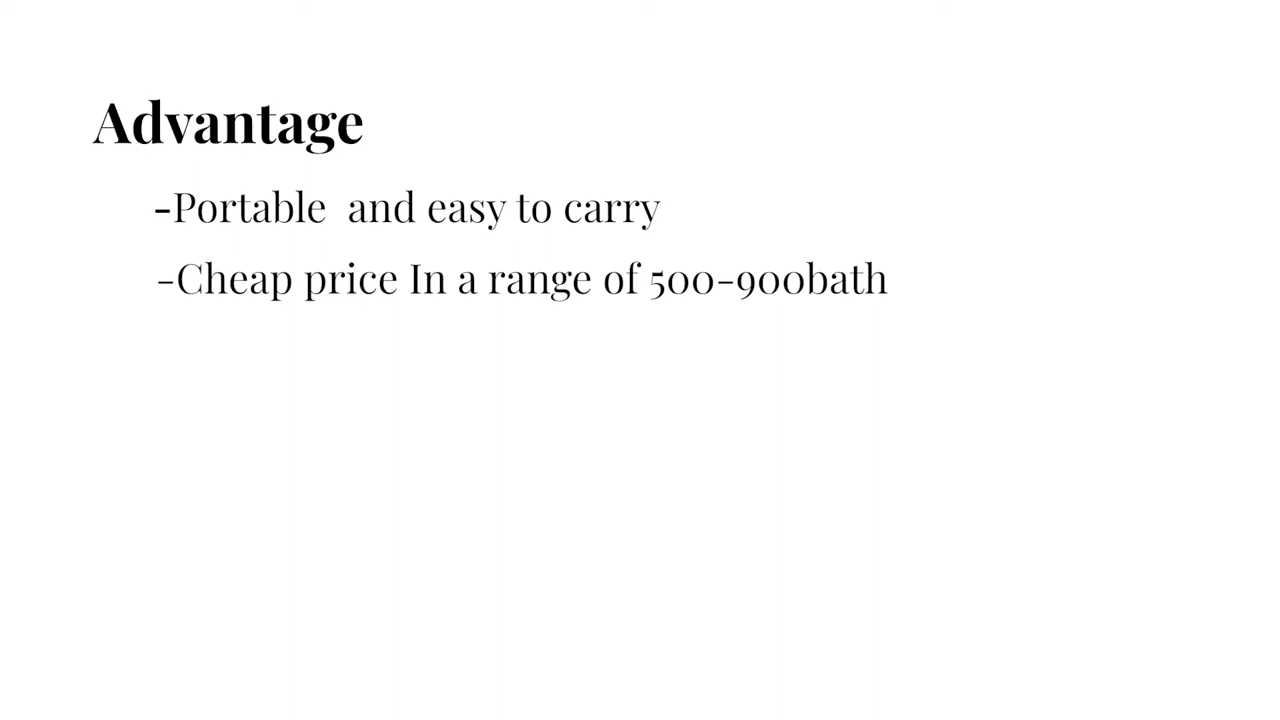 Advantage
-Portable  and easy to carry
-Cheap price In a range of 500-900bath